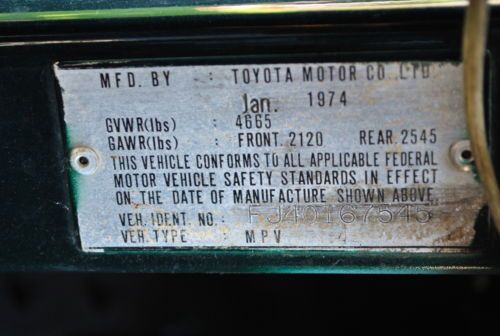 MFD. BY : TOYOTA MOTOR CO. LTD.
Jan. 1974
GVWR(lbs) : 4665
GAWR(lbs) : FRONT. 2120 REAR. 2545
THIS VEHICLE CONFORMS TO ALL APPLICABLE FEDERAL
MOTOR VEHICLE SAFETY STANDARDS IN EFFECT
ON THE DATE OF MANUFACTURE SHOWN ABOVE.
VEH. IDENT. NO. : FJ40167545
VEH. TYPE : MPV